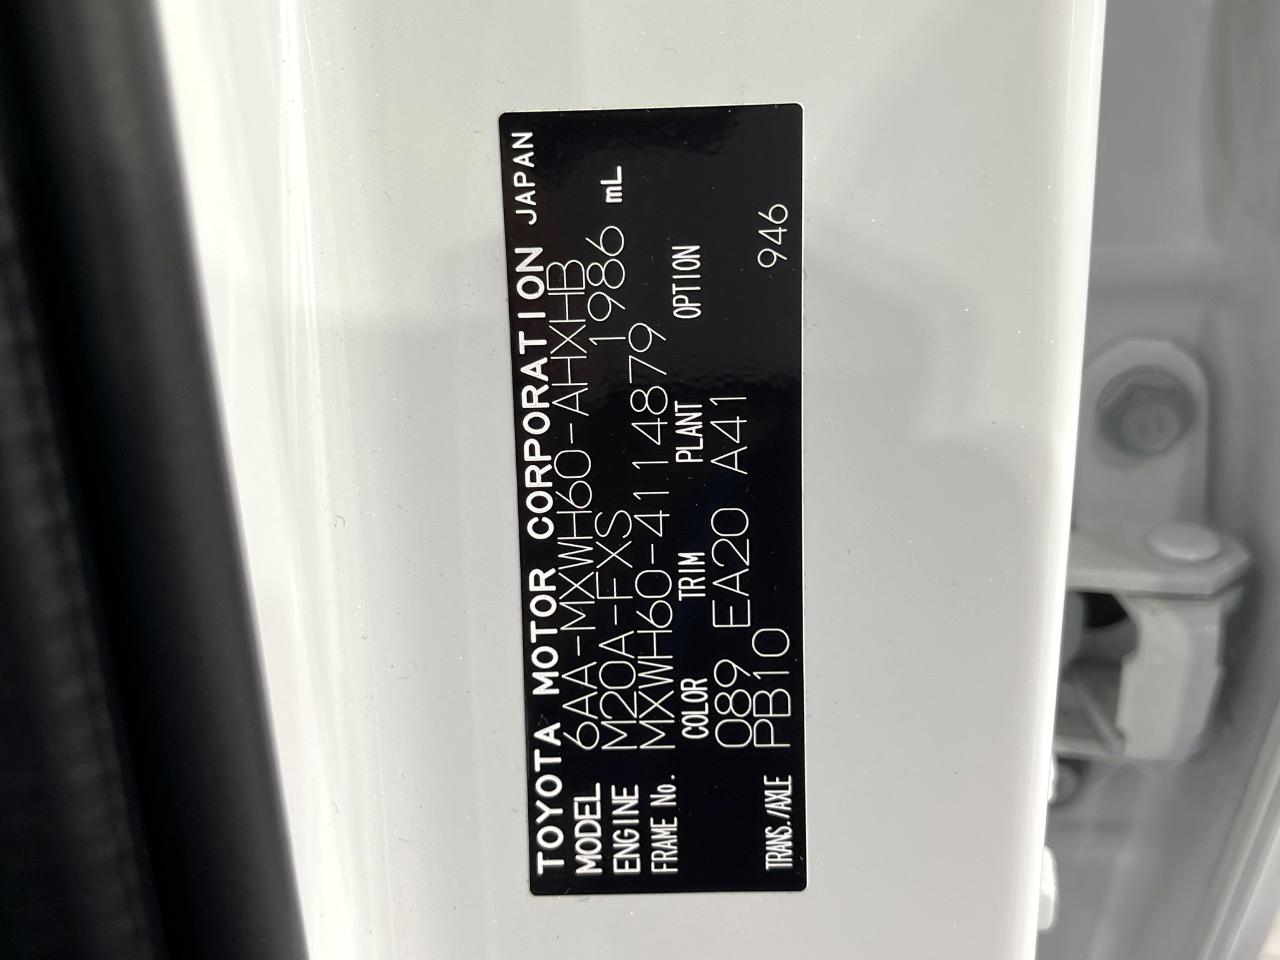 TOYOTA MOTOR CORPORATION JAPAN
MODEL 6AA-MXWH60-AHXHB
ENGINE M20A-FXS 1986 mL
FRAME No. MXWH60-4114879
COLOR TRIM PLANT OPTION
089 EA20 A41
TRANS./AXLE PB10 946